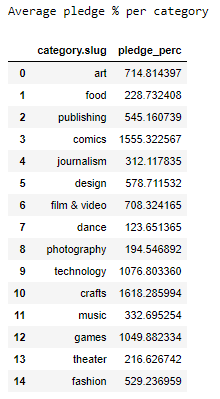 Average pledge % per category
category.slug pledge_perc
0 art 714.814397
1 food 228.732408
2 publishing 545.160739
3 comics 1555.322567
4 journalism 312.117835
5 design 578.711532
6 film & video 708.324165
7 dance 123.651365
8 photography 194.546892
9 technology 1076.803360
10 crafts 1618.285994
11 music 332.695254
12 games 1049.882334
13 theater 216.626742
14 fashion 529.236959